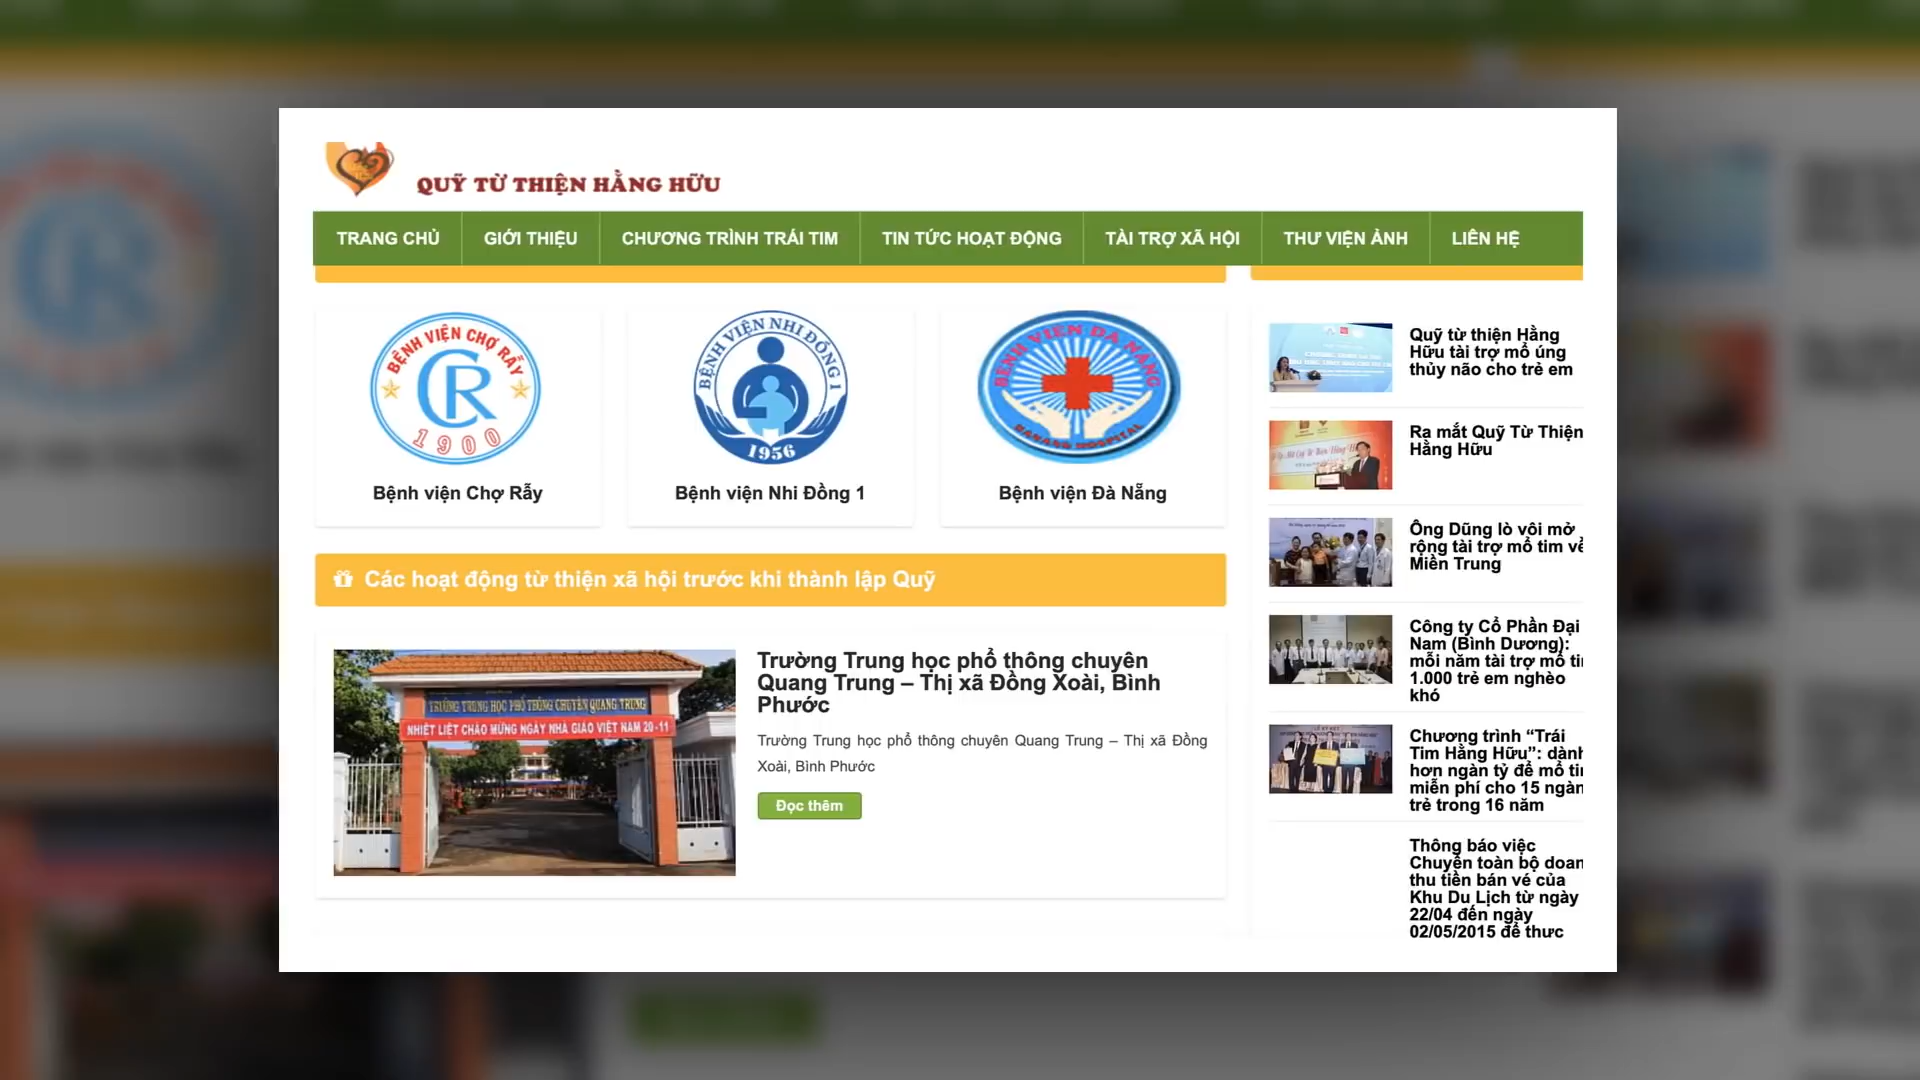 QUỸ TỪ THIỆN HẰNG HỮU
TRANG CHỦ
GIỚI THIỆU
CHƯƠNG TRÌNH TRÁI TIM
TIN TỨC HOẠT ĐỘNG
TÀI TRỢ XÃ HỘI
THƯ VIỆN ẢNH
LIÊN HỆ
BỆNH VIỆN CHỢ RẪY
CR
1900
Bệnh viện Chợ Rẫy
BỆNH VIỆN NHI ĐỒNG 1
1956
Bệnh viện Nhi Đồng 1
BỆNH VIỆN ĐÀ NẴNG
DANANG HOSPITAL
Bệnh viện Đà Nẵng
Các hoạt động từ thiện xã hội trước khi thành lập Quỹ
TRƯỜNG TRUNG HỌC PHỔ THÔNG CHUYÊN QUANG TRUNG
NHIỆT LIỆT CHÀO MỪNG NGÀY NHÀ GIÁO VIỆT NAM 20-11
Trường Trung học phổ thông chuyên
Quang Trung – Thị xã Đồng Xoài, Bình
Phước
Trường Trung học phổ thông chuyên Quang Trung – Thị xã Đồng
Xoài, Bình Phước
Đọc thêm
Quỹ từ thiện Hằng
Hữu tài trợ mổ úng
thủy não cho trẻ em
Ra mắt Quỹ Từ Thiện
Hằng Hữu
Ông Dũng lò vôi mở
rộng tài trợ mổ tim về
Miền Trung
Công ty Cổ Phần Đại
Nam (Bình Dương):
mỗi năm tài trợ mổ ti
1.000 trẻ em nghèo
khó
Chương trình “Trái
Tim Hằng Hữu”: dành
hơn ngàn tỷ để mổ ti
miễn phí cho 15 ngàn
trẻ trong 16 năm
Thông báo việc
Chuyển toàn bộ doan
thu tiền bán vé của
Khu Du Lịch từ ngày
22/04 đến ngày
02/05/2015 để thực